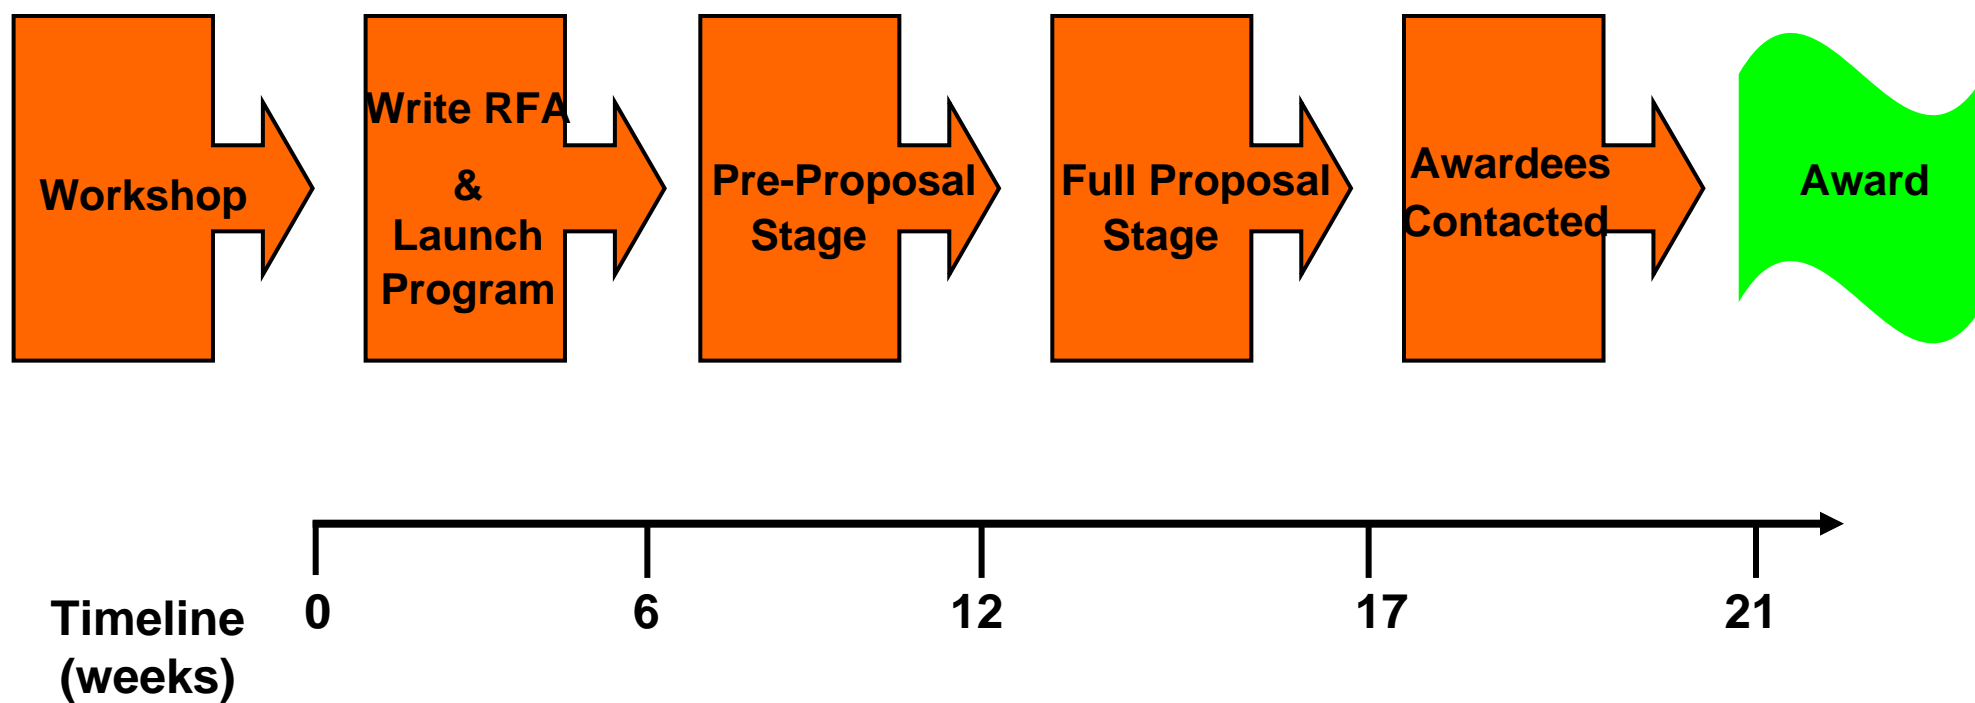 Workshop
Write RFA
&
Launch
Program
Pre-Proposal
Stage
Full Proposal
Stage
Awardees
Contacted
Award
Timeline
(weeks)
0
6
12
17
21